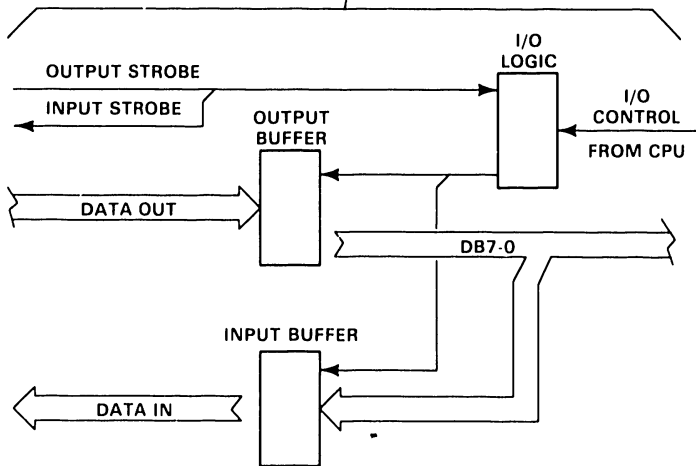 I/O
LOGIC
OUTPUT STROBE
INPUT STROBE
I/O
CONTROL
FROM CPU
OUTPUT
BUFFER
DATA OUT
DB7-0
INPUT BUFFER
DATA IN